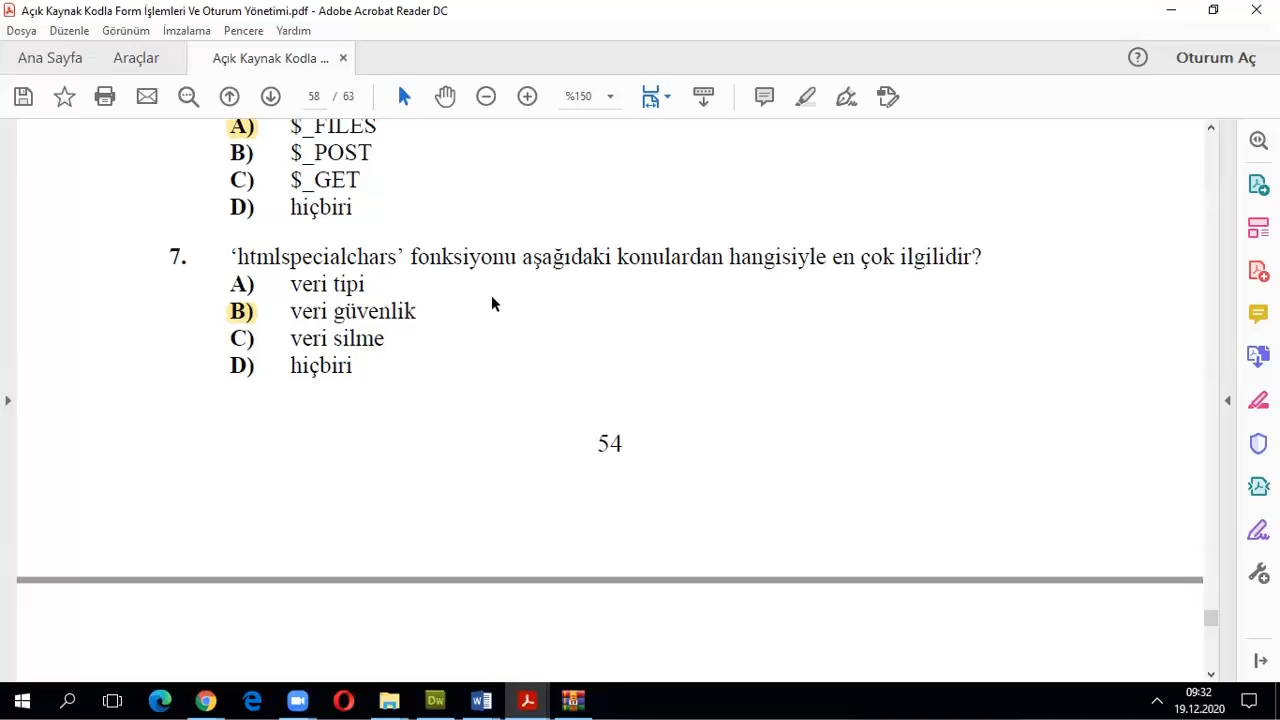 Açık Kaynak Kodla Form İşlemleri Ve Oturum Yönetimi.pdf - Adobe Acrobat Reader DC
Dosya Düzenle Görünüm İmzalama Pencere Yardım
Ana Sayfa Araçlar Açık Kaynak Kodla ... Oturum Aç
58 / 63 %150
A) $_FILES
B) $_POST
C) $_GET
D) hiçbiri
7. ‘htmlspecialchars’ fonksiyonu aşağıdaki konulardan hangisiyle en çok ilgilidir?
A) veri tipi
B) veri güvenlik
C) veri silme
D) hiçbiri
54
Dw
09:32
19.12.2020